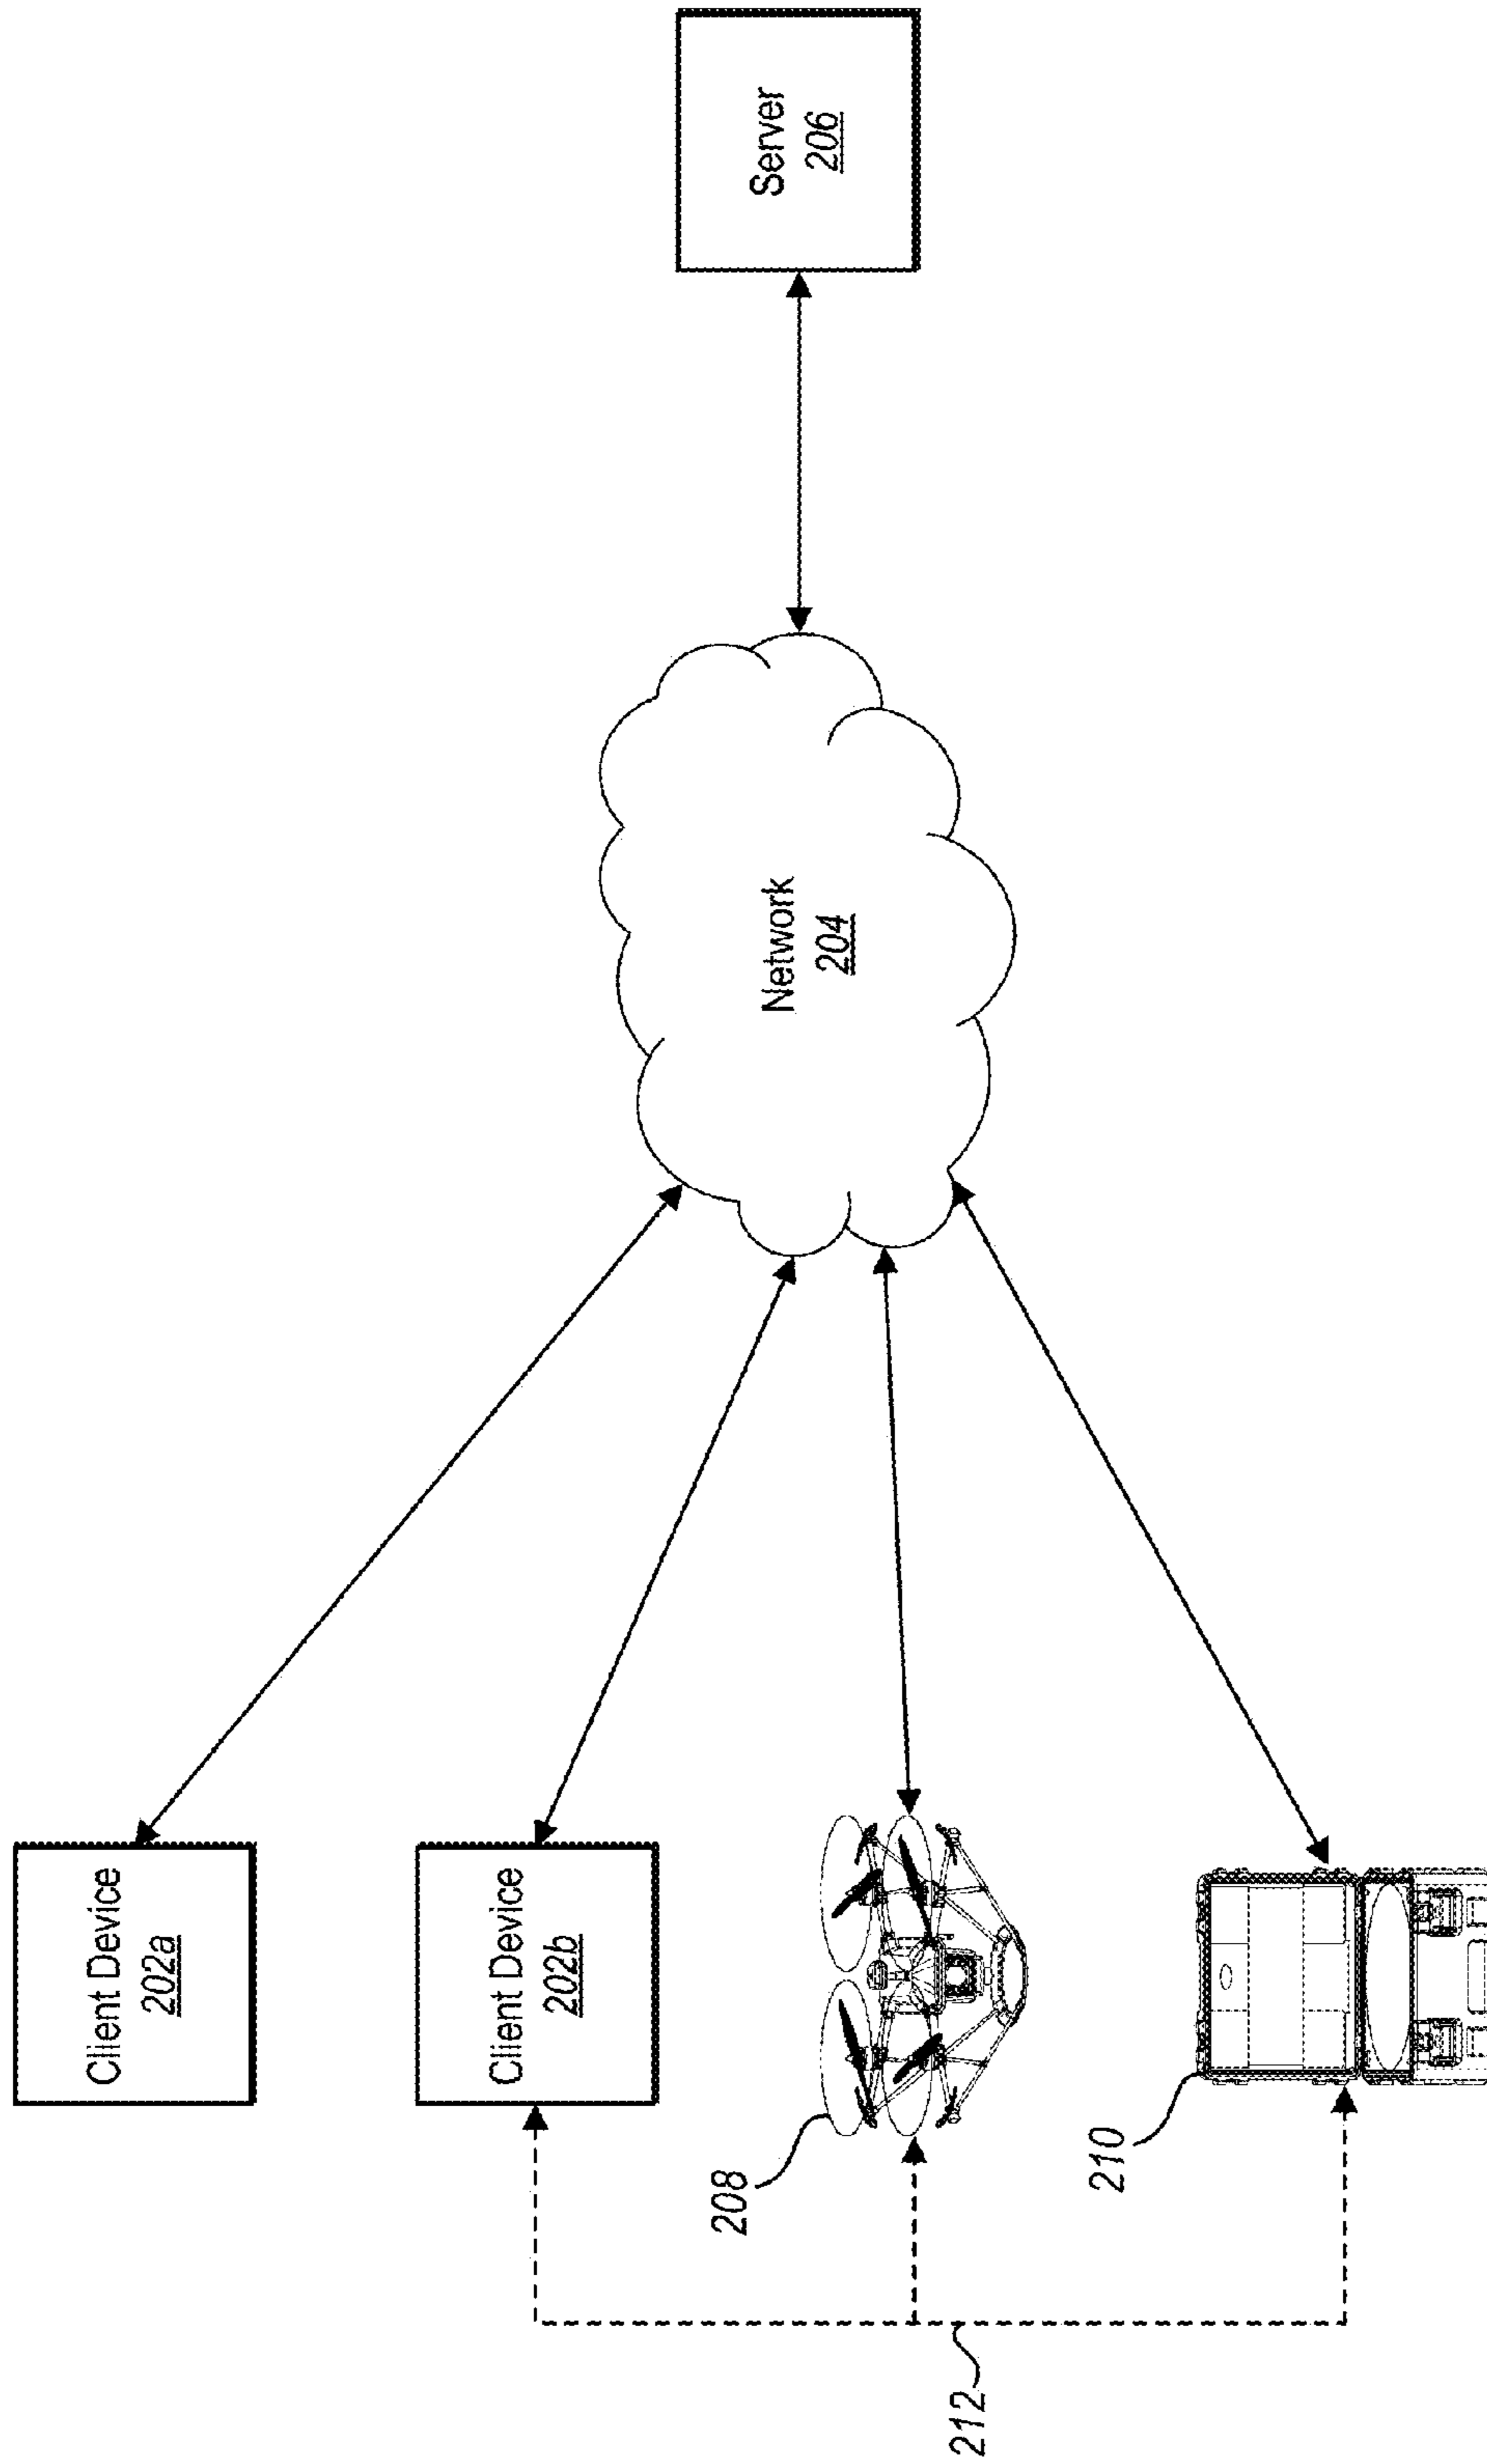 Client Device
202a
Client Device
202b
208
210
212
Network
204
Server
206